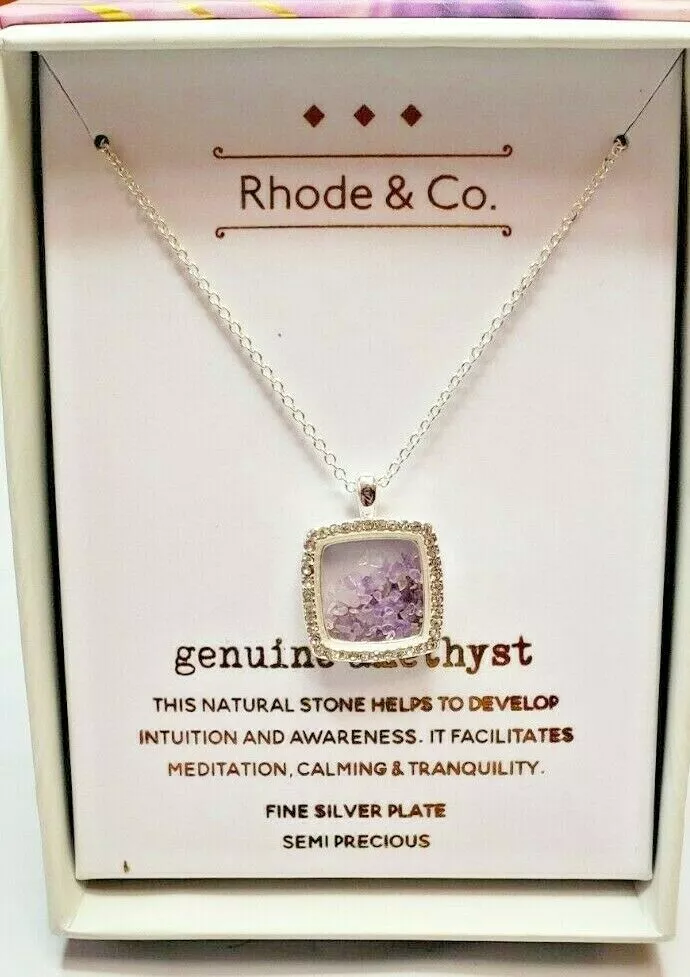 Rhode & Co.
genuine amethyst
THIS NATURAL STONE HELPS TO DEVELOP
INTUITION AND AWARENESS. IT FACILITATES
MEDITATION, CALMING & TRANQUILITY.
FINE SILVER PLATE
SEMI PRECIOUS